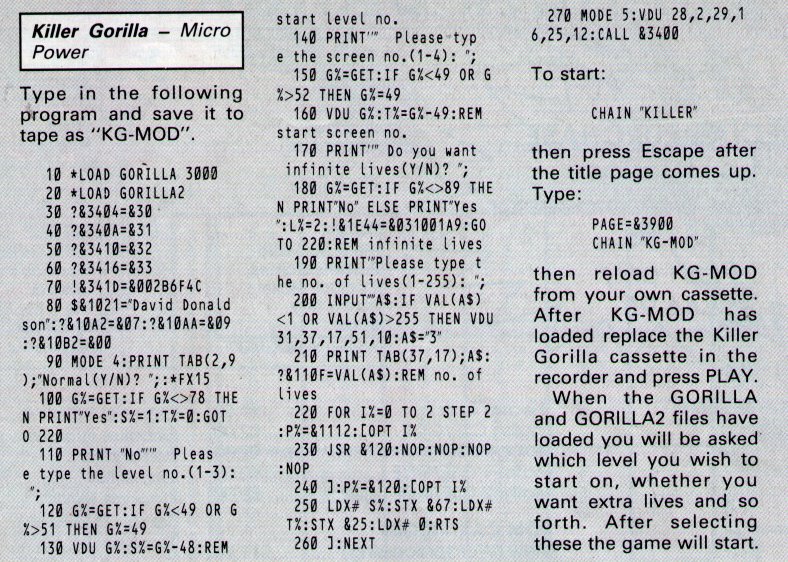 Killer Gorilla – Micro
Power
Type in the following
program and save it to
tape as "KG-MOD".
10 *LOAD GORILLA 3000
20 *LOAD GORILLA2
30 ?&3404=&30
40 ?&340A=&31
50 ?&3410=&32
60 ?&3416=&33
70 !&341D=&002B6F4C
80 $&1021="David Donald
son":?&10A2=&07:?&10AA=&09
:?&10B2=&00
90 MODE 4:PRINT TAB(2,9
);"Normal(Y/N)? ";:*FX15
100 G%=GET:IF G%<>78 THE
N PRINT"Yes":S%=1:T%=0:GOT
O 220
110 PRINT "No"'"  Pleas
e type the level no.(1-3):
";
120 G%=GET:IF G%<49 OR G
%>51 THEN G%=49
130 VDU G%:S%=G%-48:REM
start level no.
140 PRINT'"  Please typ
e the screen no.(1-4): ";
150 G%=GET:IF G%<49 OR G
%>52 THEN G%=49
160 VDU G%:T%=G%-49:REM
start screen no.
170 PRINT'" Do you want
infinite lives(Y/N)? ";
180 G%=GET:IF G%<>89 THE
N PRINT"No" ELSE PRINT"Yes
":L%=2:!&1E44=&031001A9:GO
TO 220:REM infinite lives
190 PRINT'"Please type t
he no. of lives(1-255): ";
200 INPUT""A$:IF VAL(A$)
<1 OR VAL(A$)>255 THEN VDU
31,37,17,51,10:A$="3"
210 PRINT TAB(37,17);A$:
?&110F=VAL(A$):REM no. of
lives
220 FOR I%=0 TO 2 STEP 2
:P%=&1112:[OPT I%
230 JSR &120:NOP:NOP:NOP
:NOP
240 ]:P%=&120:[OPT I%
250 LDX# S%:STX &67:LDX#
T%:STX &25:LDX# 0:RTS
260 ]:NEXT
270 MODE 5:VDU 28,2,29,1
6,25,12:CALL &3400
To start:
CHAIN "KILLER"
then press Escape after
the title page comes up.
Type:
PAGE=&3900
CHAIN "KG-MOD"
then reload KG-MOD
from your own cassette.
After KG-MOD has
loaded replace the Killer
Gorilla cassette in the
recorder and press PLAY.
When the GORILLA
and GORILLA2 files have
loaded you will be asked
which level you wish to
start on, whether you
want extra lives and so
forth. After selecting
these the game will start.